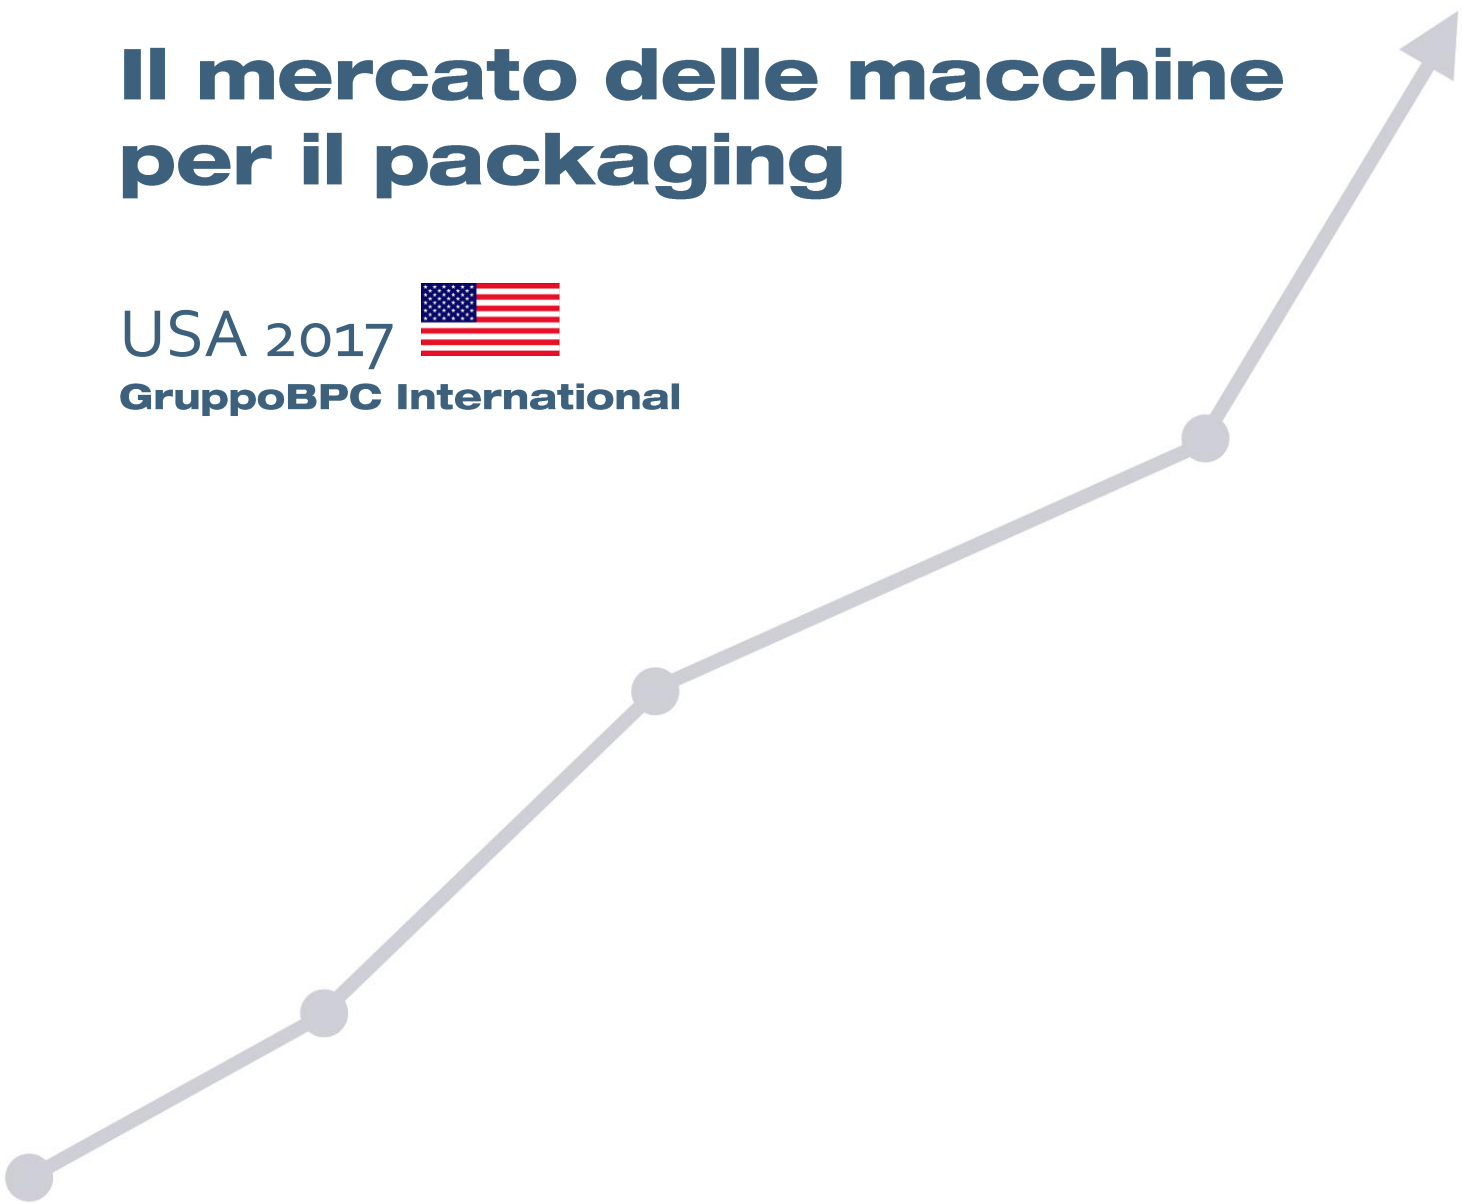 Il mercato delle macchine
per il packaging
USA 2017
GruppoBPC International